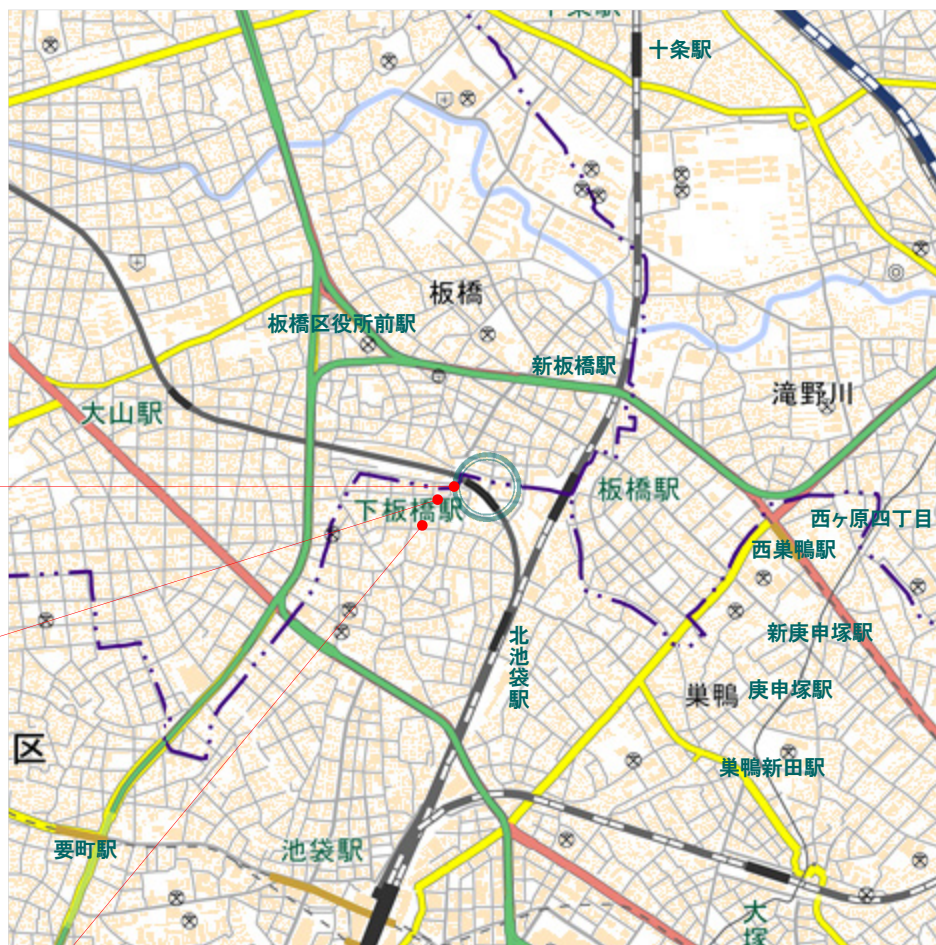 十条駅
板橋
板橋区役所前駅
新板橋駅
滝野川
大山駅
板橋駅
下板橋駅
西ヶ原四丁目
西巣鴨駅
新庚申塚駅
北池袋駅
巣鴨
庚申塚駅
区
巣鴨新田駅
要町駅
池袋駅
大塚